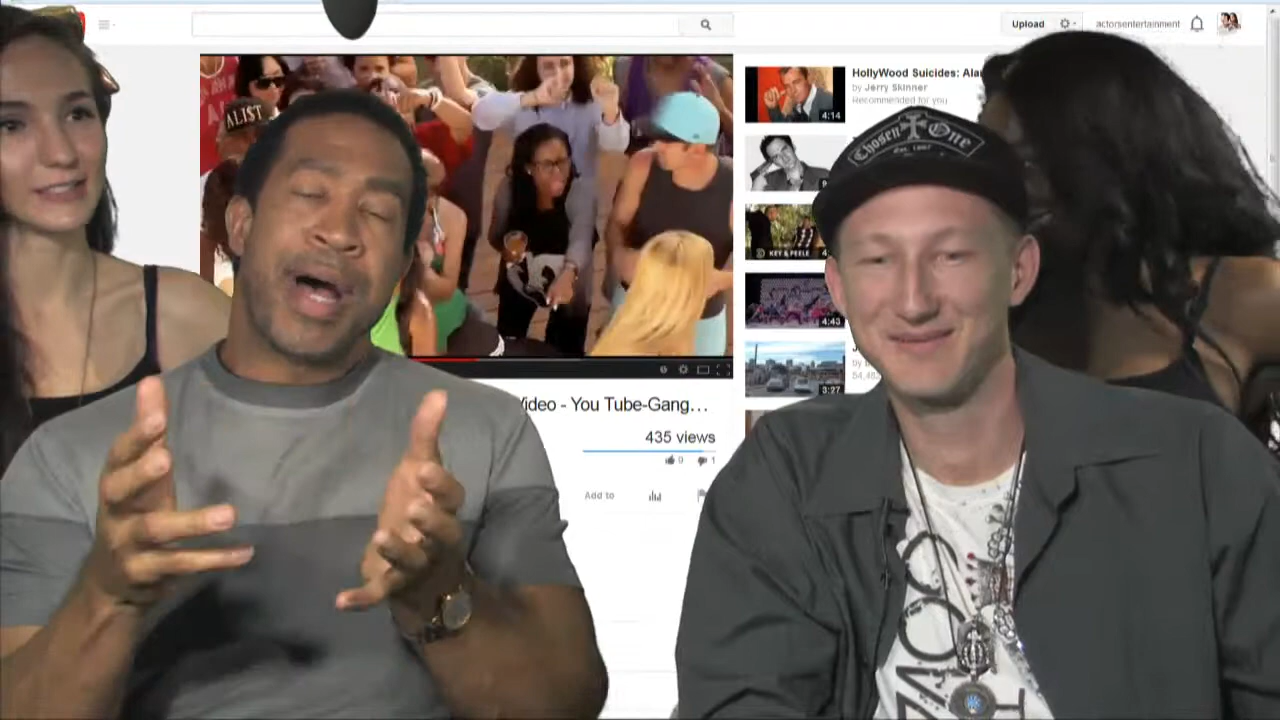 Upload
actorsentertainment
ALIST
HollyWood Suicides: Ala
by Jerry Skinner
Recommended for you
4:14
KEY & PEELE
4:43
3:27
Chosen One
Video - You Tube-Gang...
435 views
9
1
Add to